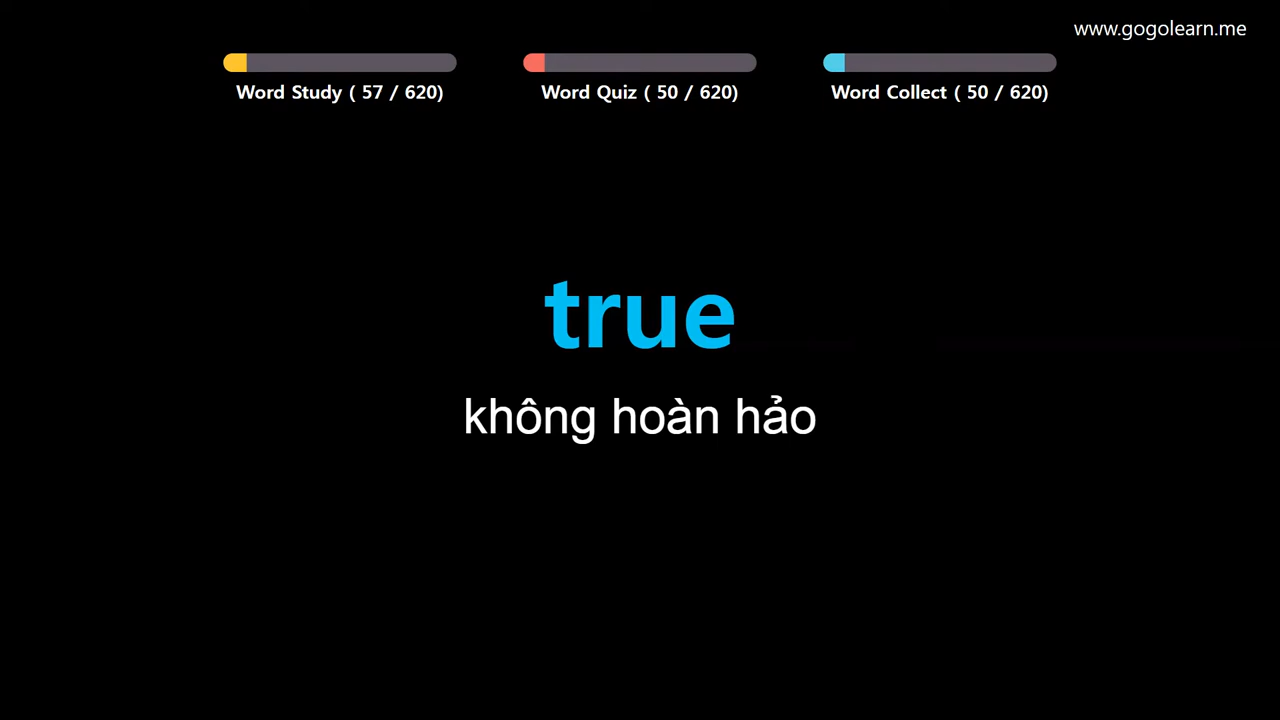 www.gogolearn.me
Word Study ( 57 / 620)
Word Quiz ( 50 / 620)
Word Collect ( 50 / 620)
true
không hoàn hảo